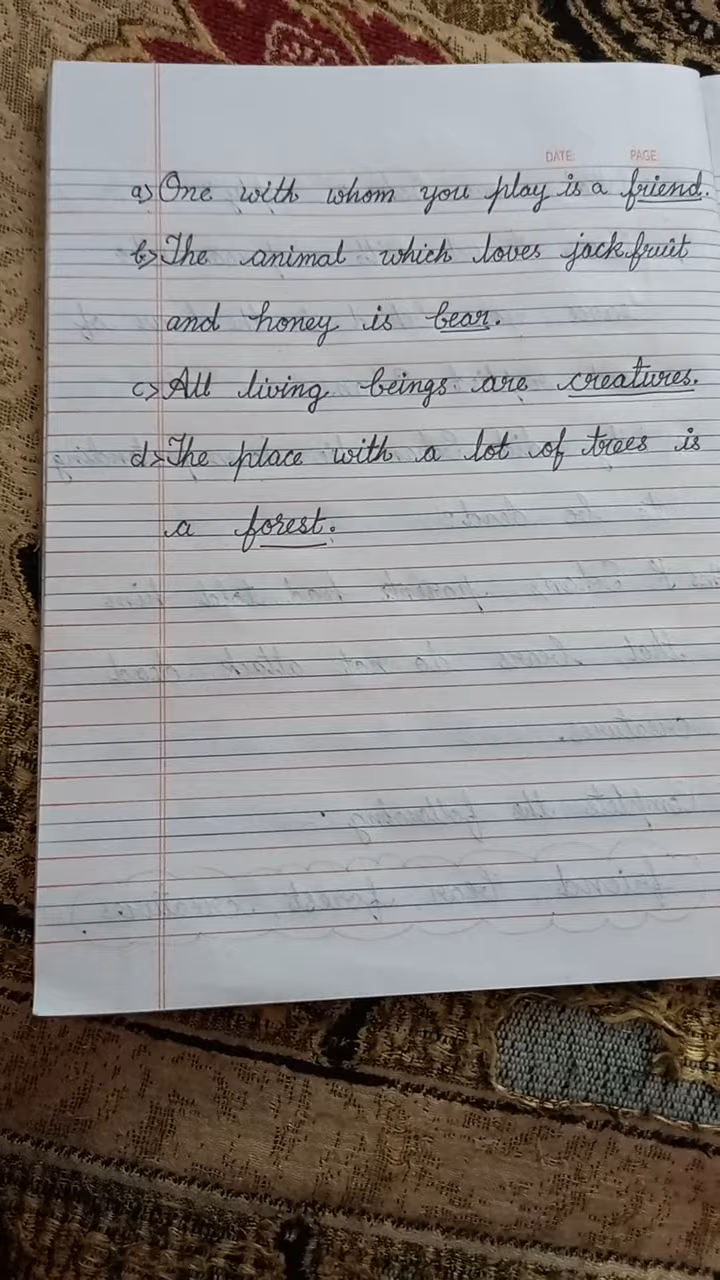 DATE: PAGE:
a) One with whom you play is a friend.
b) The animal which loves jackfruit
and honey is bear.
c) All living beings are creatures.
d) The place with a lot of trees is
a forest.